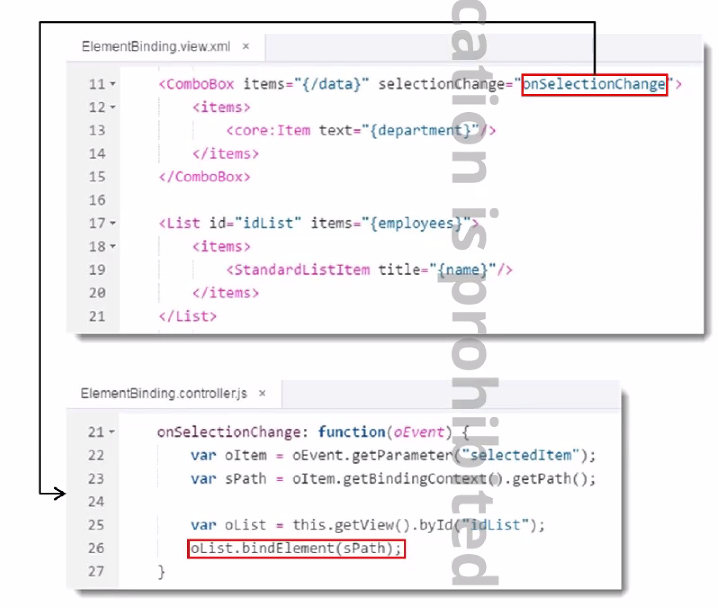 ElementBinding.view.xml ×
11 <ComboBox items="{/data}" selectionChange="onSelectionChange">
12 <items>
13 <core:Item text="{department}"/>
14 </items>
15 </ComboBox>
16
17 <List id="idList" items="{employees}">
18 <items>
19 <StandardListItem title="{name}"/>
20 </items>
21 </List>
cation is prohibited
ElementBinding.controller.js ×
21 onSelectionChange: function(oEvent) {
22 var oItem = oEvent.getParameter("selectedItem");
23 var sPath = oItem.getBindingContext().getPath();
24
25 var oList = this.getView().byId("idList");
26 oList.bindElement(sPath);
27 }